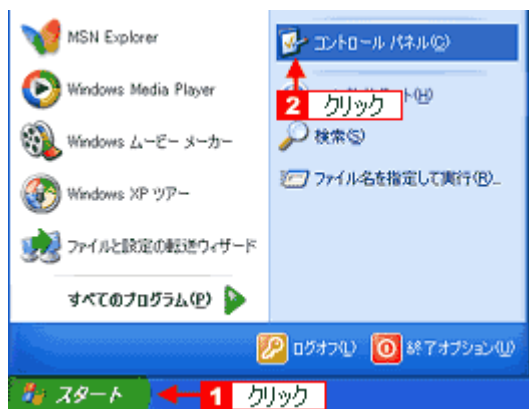 MSN Explorer
Windows Media Player
Windows ムービー メーカー
Windows XP ツアー
ファイルと設定の転送ウィザード
すべてのプログラム(P)
コントロール パネル(C)
2 クリック
ート(H)
検索(S)
ファイル名を指定して実行(R)...
ログオフ(L)
終了オプション(U)
スタート
1 クリック